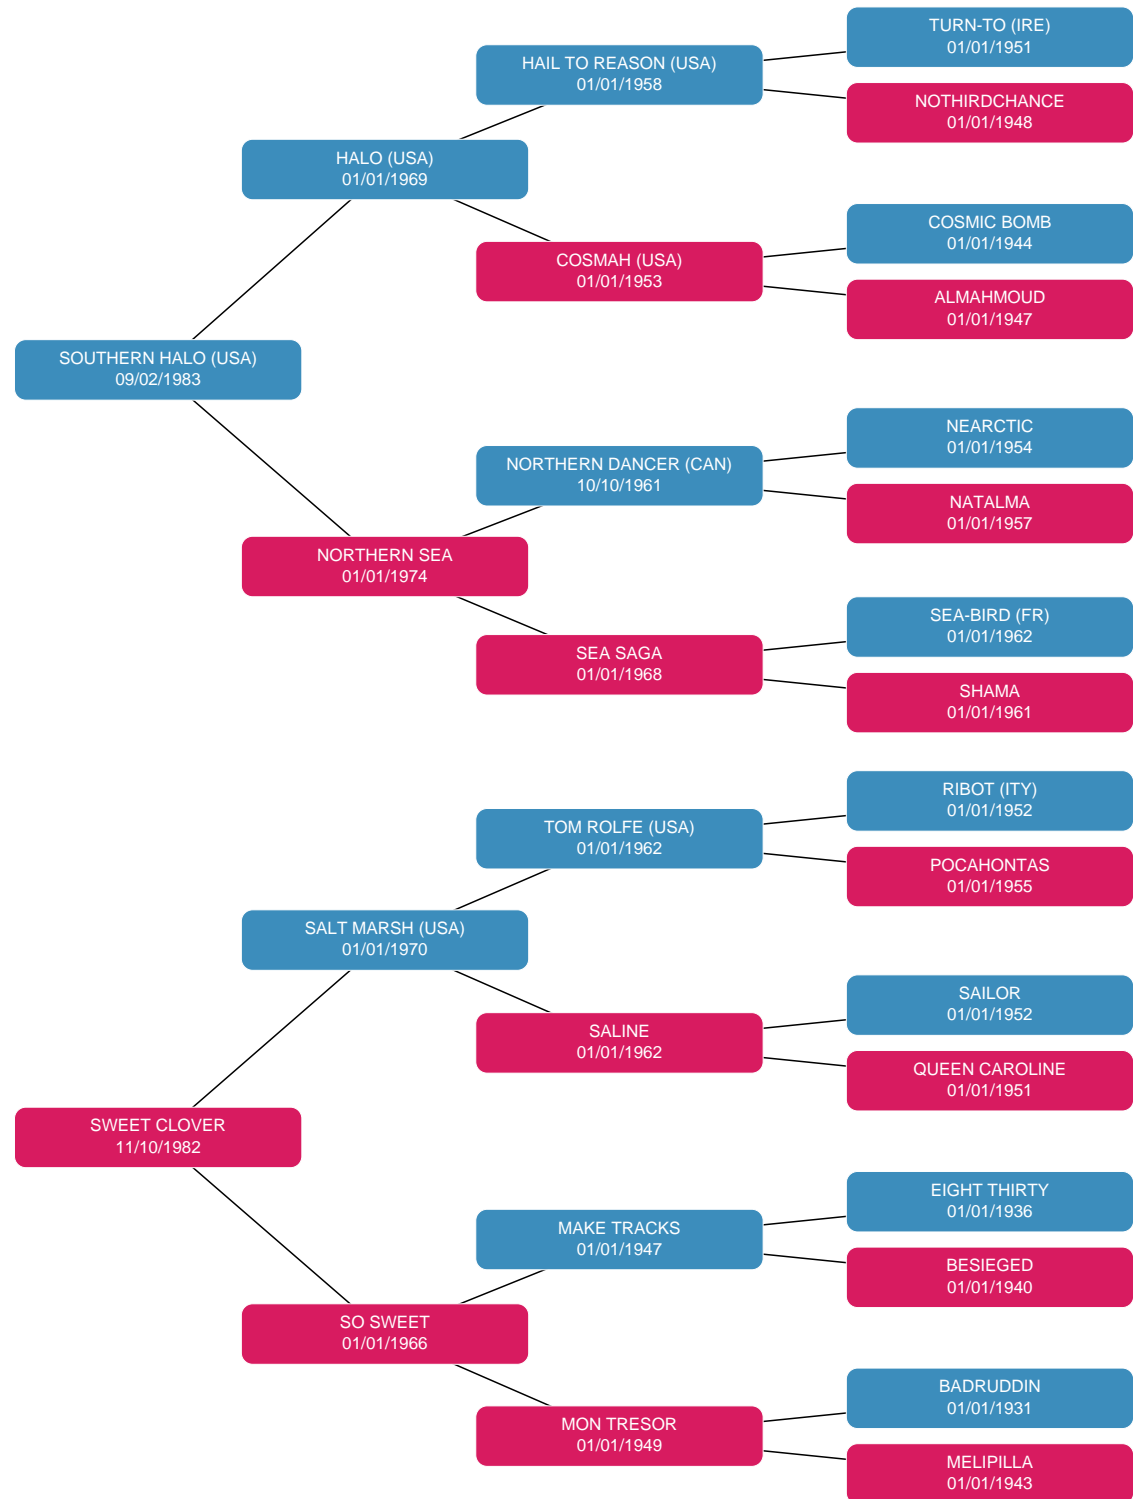 TURN-TO (IRE)
01/01/1951
HAIL TO REASON (USA)
01/01/1958
NOTHIRDCHANCE
01/01/1948
HALO (USA)
01/01/1969
COSMIC BOMB
01/01/1944
COSMAH (USA)
01/01/1953
ALMAHMOUD
01/01/1947
SOUTHERN HALO (USA)
09/02/1983
NEARCTIC
01/01/1954
NORTHERN DANCER (CAN)
10/10/1961
NATALMA
01/01/1957
NORTHERN SEA
01/01/1974
SEA-BIRD (FR)
01/01/1962
SEA SAGA
01/01/1968
SHAMA
01/01/1961
RIBOT (ITY)
01/01/1952
TOM ROLFE (USA)
01/01/1962
POCAHONTAS
01/01/1955
SALT MARSH (USA)
01/01/1970
SAILOR
01/01/1952
SALINE
01/01/1962
QUEEN CAROLINE
01/01/1951
SWEET CLOVER
11/10/1982
EIGHT THIRTY
01/01/1936
MAKE TRACKS
01/01/1947
BESIEGED
01/01/1940
SO SWEET
01/01/1966
BADRUDDIN
01/01/1931
MON TRESOR
01/01/1949
MELIPILLA
01/01/1943